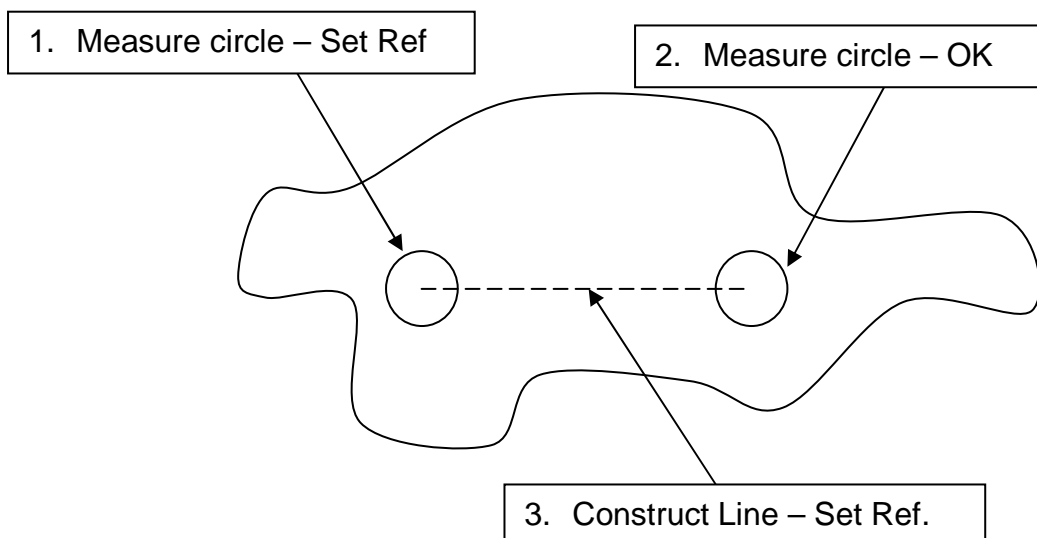 1. Measure circle – Set Ref
2. Measure circle – OK
3. Construct Line – Set Ref.